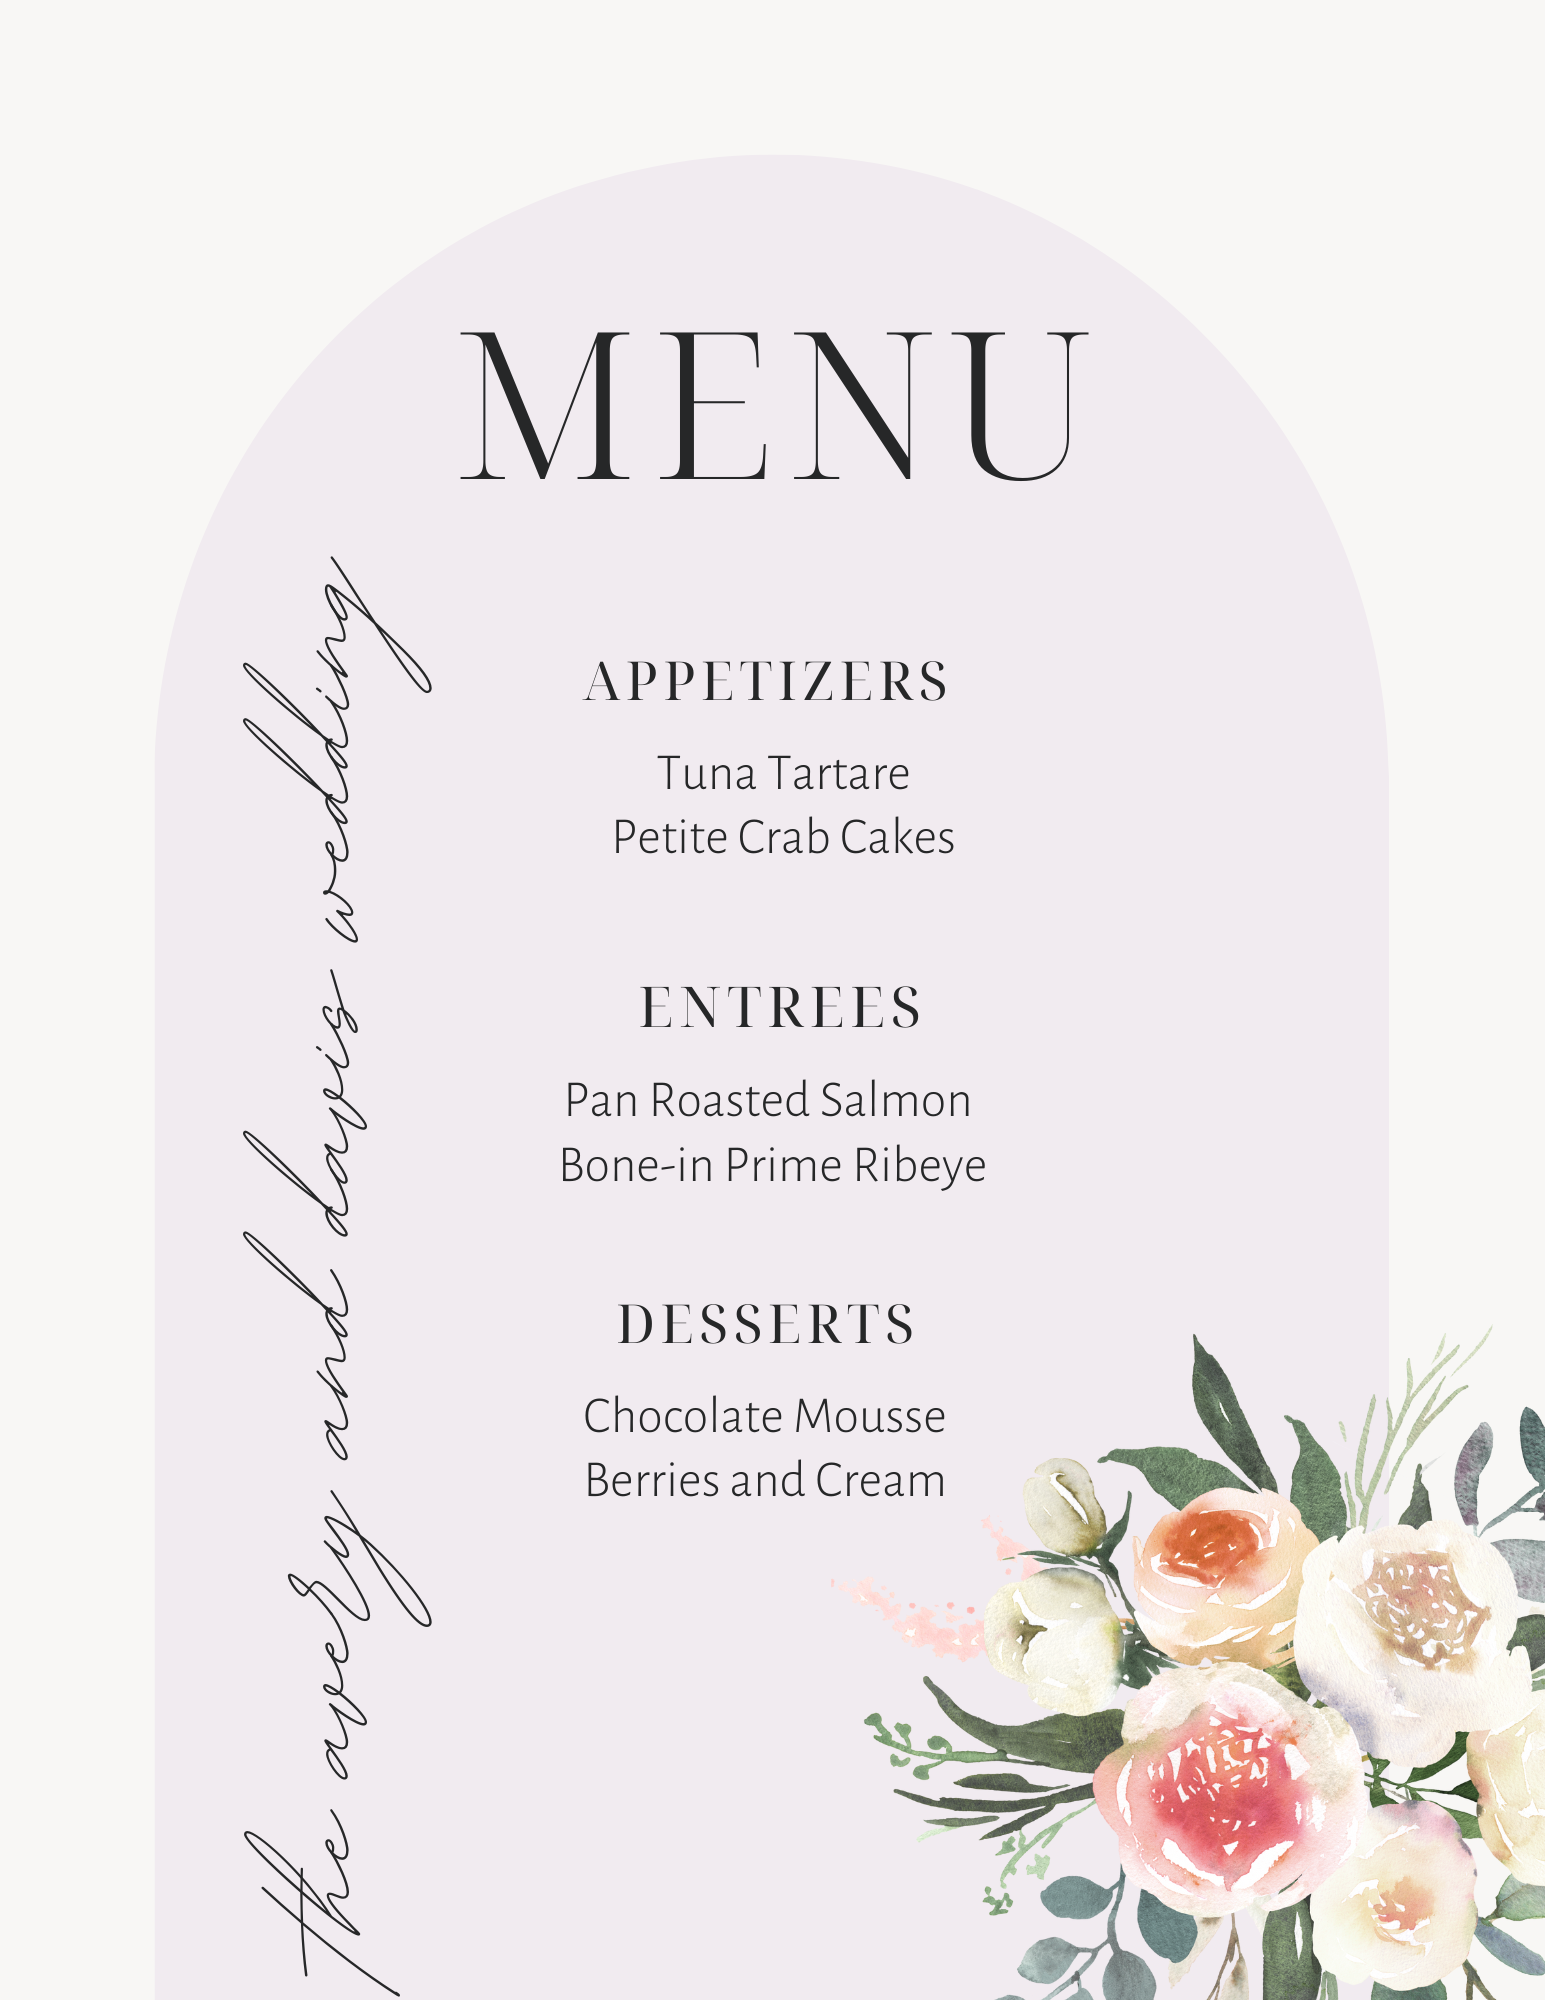 MENU
the avery and davis wedding
APPETIZERS
Tuna Tartare
Petite Crab Cakes
ENTREES
Pan Roasted Salmon
Bone-in Prime Ribeye
DESSERTS
Chocolate Mousse
Berries and Cream